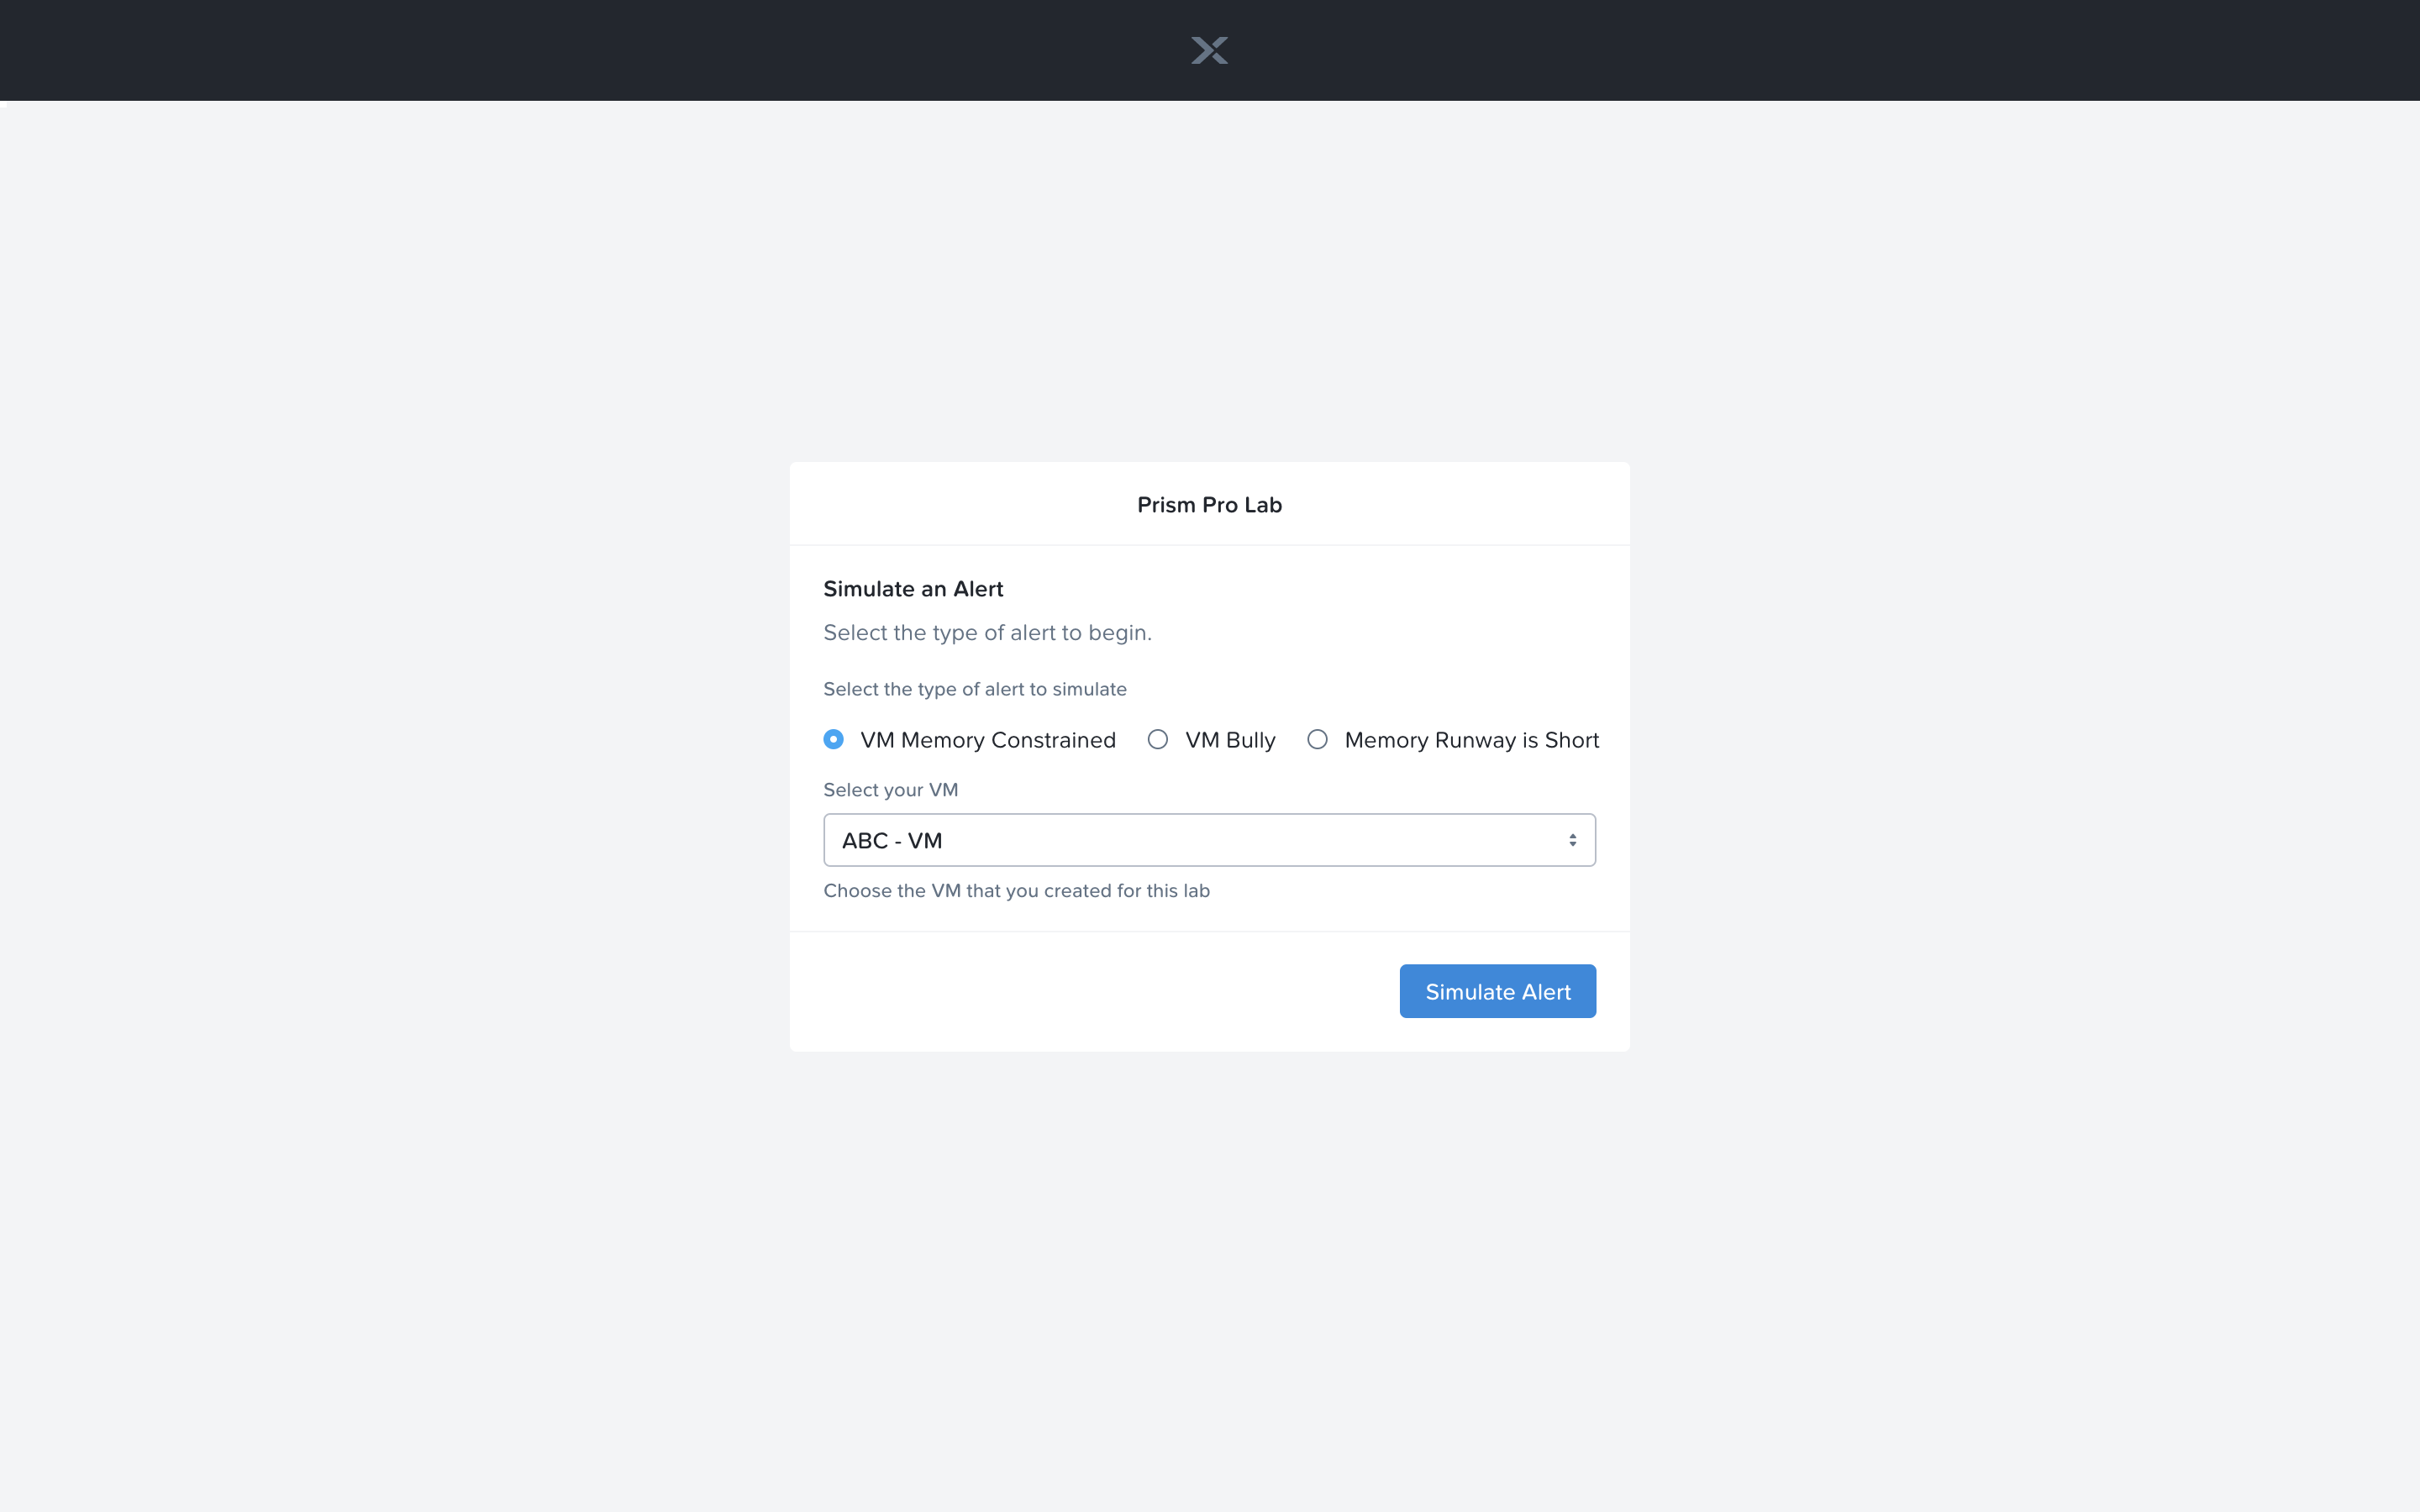 Prism Pro Lab
Simulate an Alert
Select the type of alert to begin.
Select the type of alert to simulate
VM Memory Constrained VM Bully Memory Runway is Short
Select your VM
ABC - VM
Choose the VM that you created for this lab
Simulate Alert